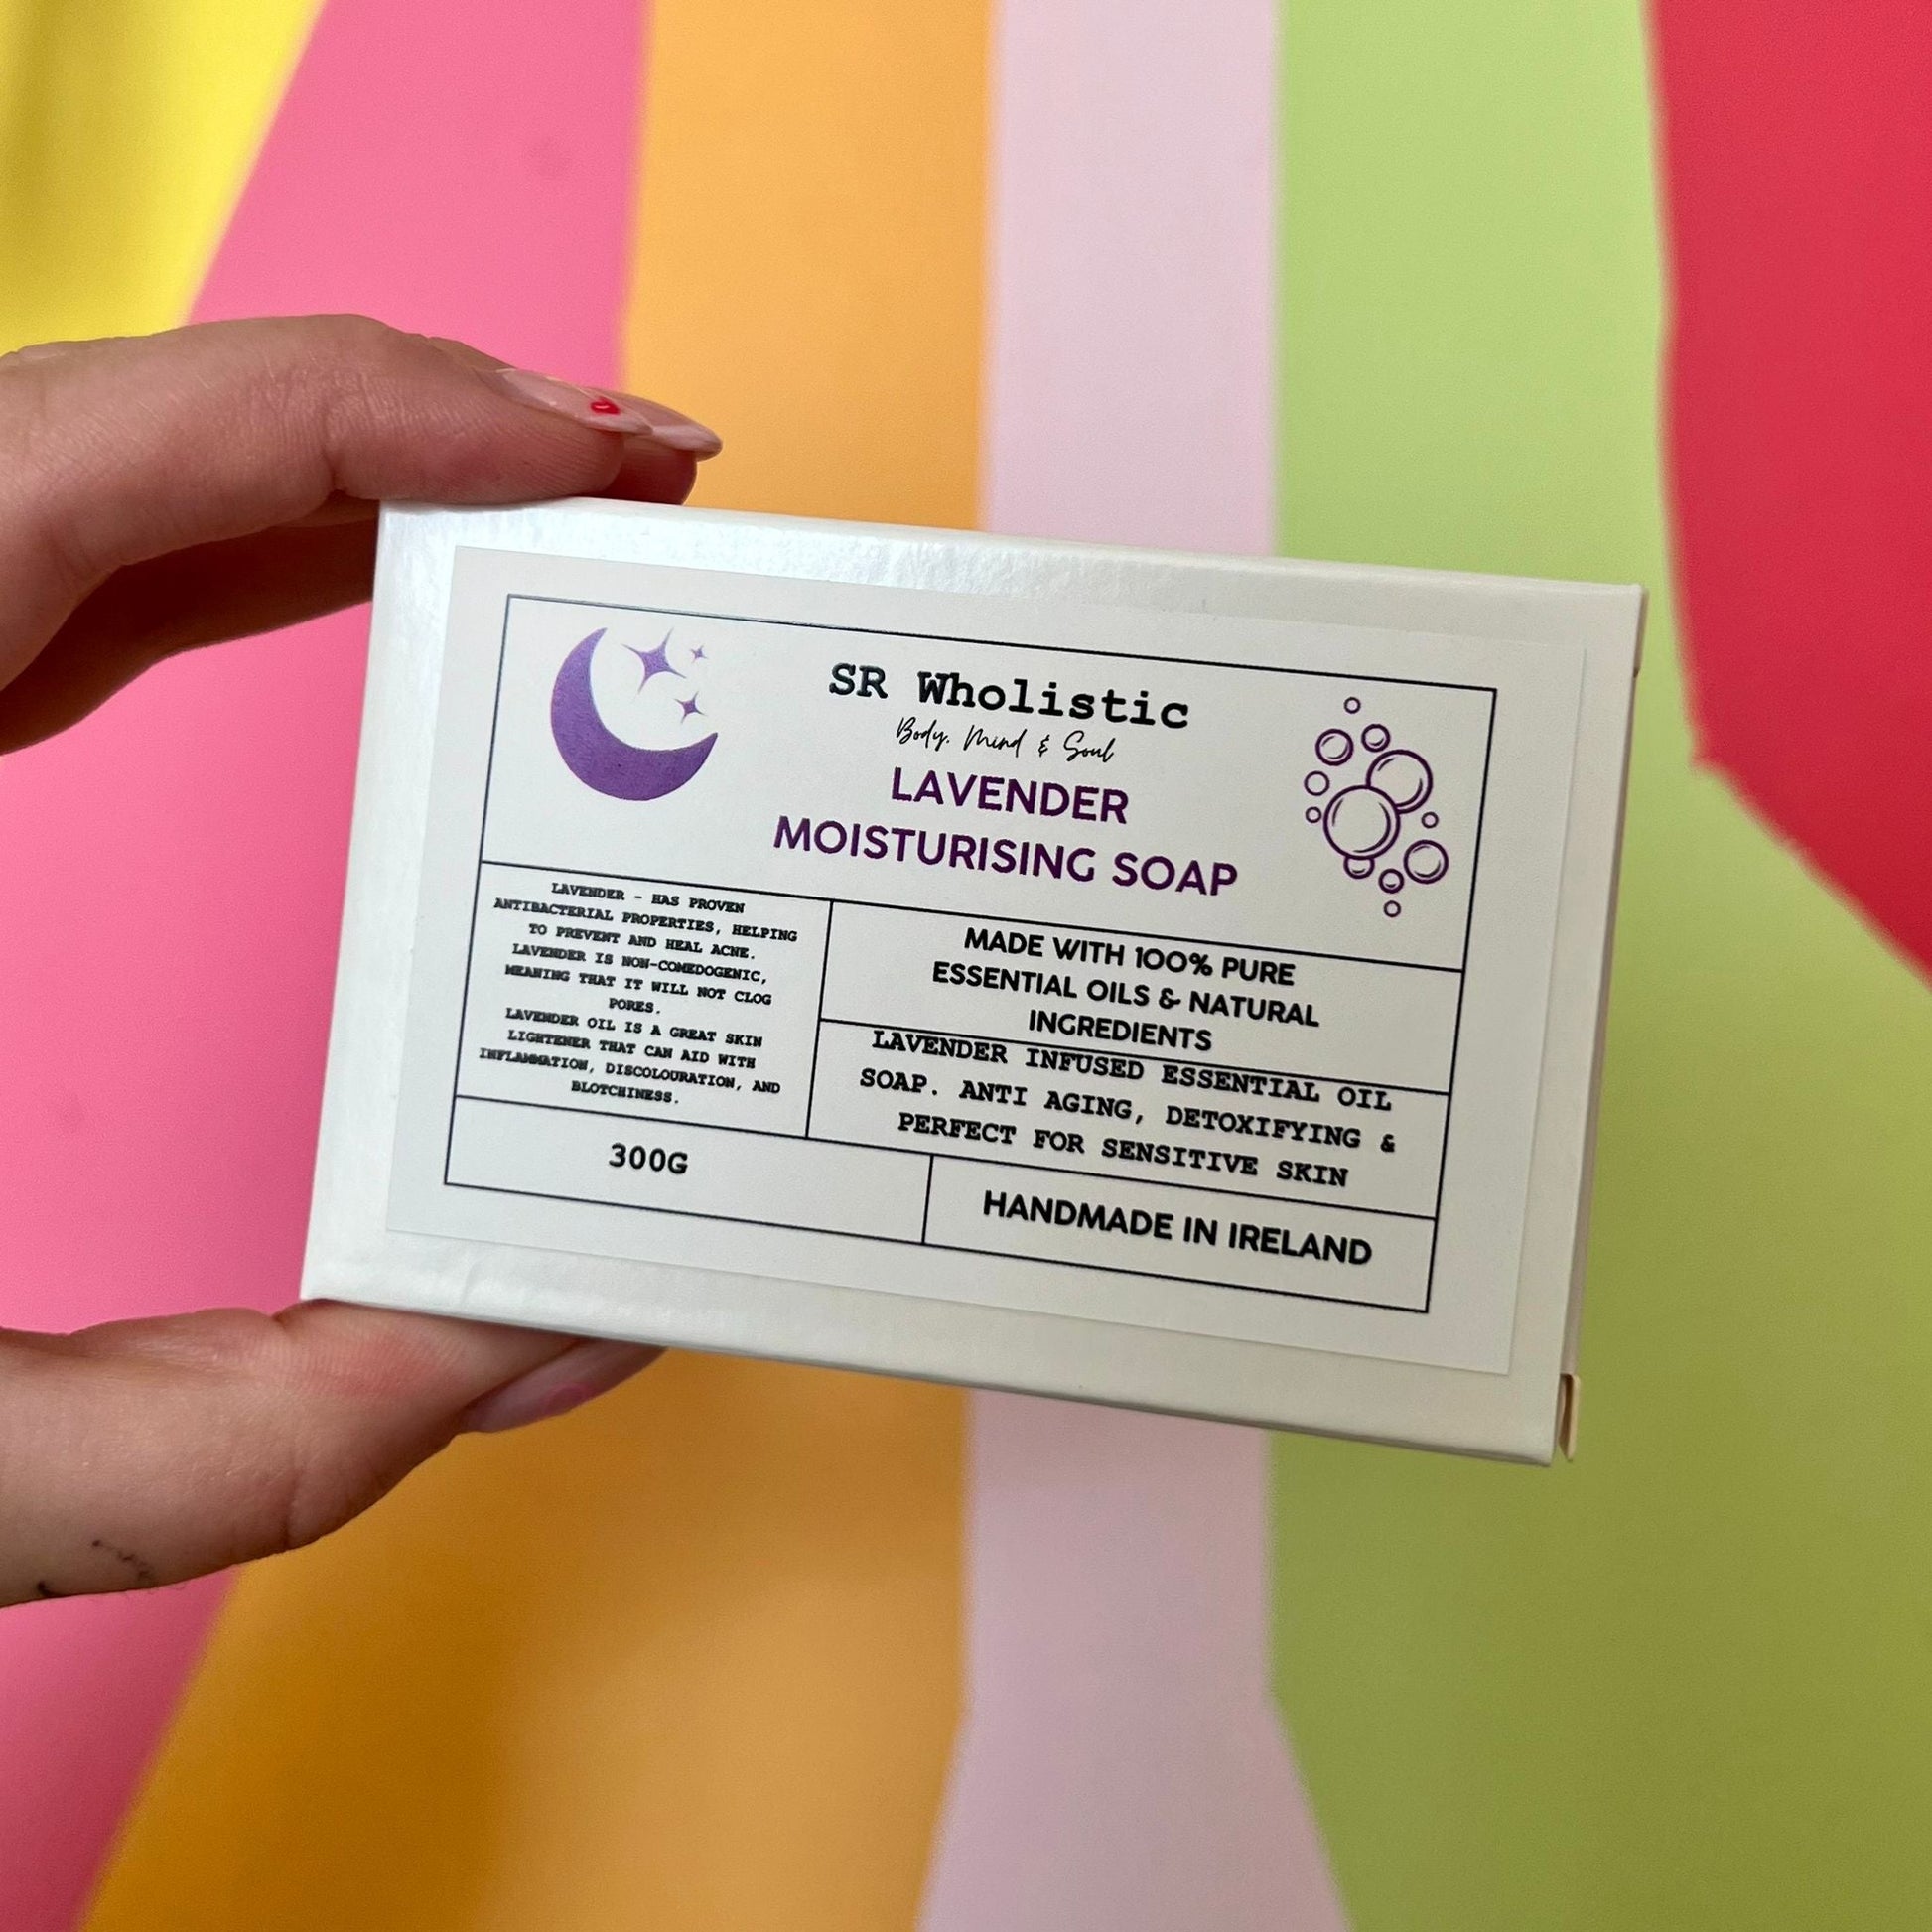 SR Wholistic
Body, Mind & Soul
LAVENDER
MOISTURISING SOAP
LAVENDER - HAS PROVEN
ANTIBACTERIAL PROPERTIES, HELPING
TO PREVENT AND HEAL ACNE.
LAVENDER IS NON-COMEDOGENIC,
MEANING THAT IT WILL NOT CLOG
PORES.
LAVENDER OIL IS A GREAT SKIN
LIGHTENER THAT CAN AID WITH
INFLAMMATION, DISCOLOURATION, AND
BLOTCHINESS.
MADE WITH 100% PURE
ESSENTIAL OILS & NATURAL
INGREDIENTS
LAVENDER INFUSED ESSENTIAL OIL
SOAP. ANTI AGING, DETOXIFYING &
PERFECT FOR SENSITIVE SKIN
300G
HANDMADE IN IRELAND